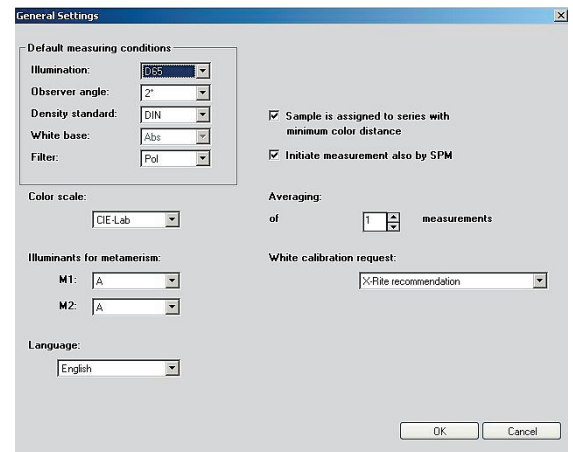 General Settings
Default measuring conditions
Illumination: D65
Observer angle: 2°
Density standard: DIN
White base: Abs
Filter: Pol
Sample is assigned to series with
minimum color distance
Initiate measurement also by SPM
Color scale:
CIE-Lab
Averaging:
of 1 measurements
Illuminants for metamerism:
M1: A
M2: A
White calibration request:
X-Rite recommendation
Language:
English
OK Cancel